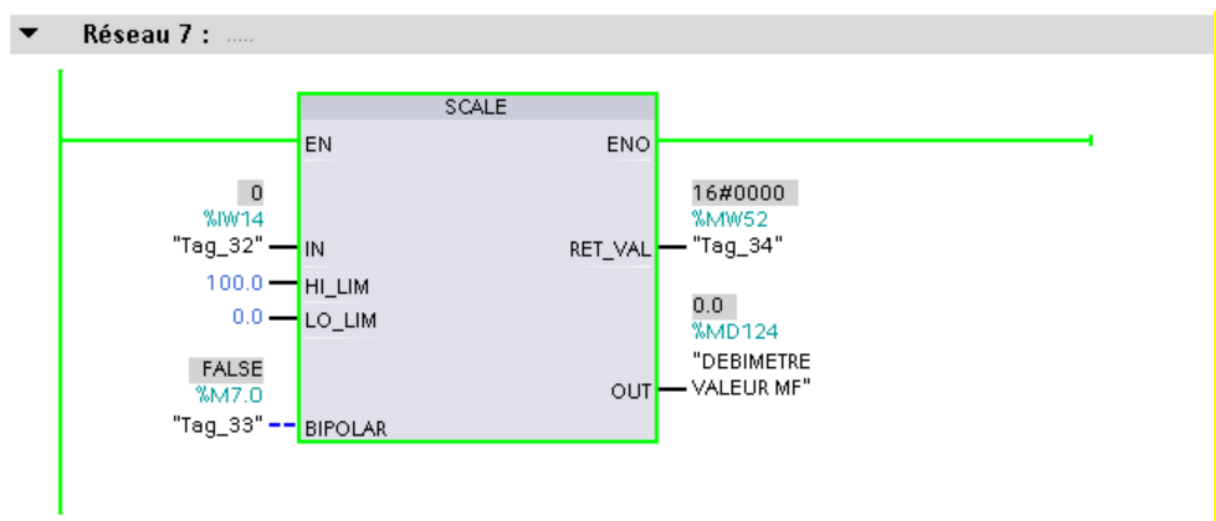 Réseau 7 : .....
SCALE
EN ENO
0
%IW14
"Tag_32" IN
100.0 HI_LIM
0.0 LO_LIM
FALSE
%M7.0
"Tag_33" BIPOLAR
16#0000
%MW52
RET_VAL "Tag_34"
0.0
%MD124
"DEBIMETRE
OUT VALEUR MF"